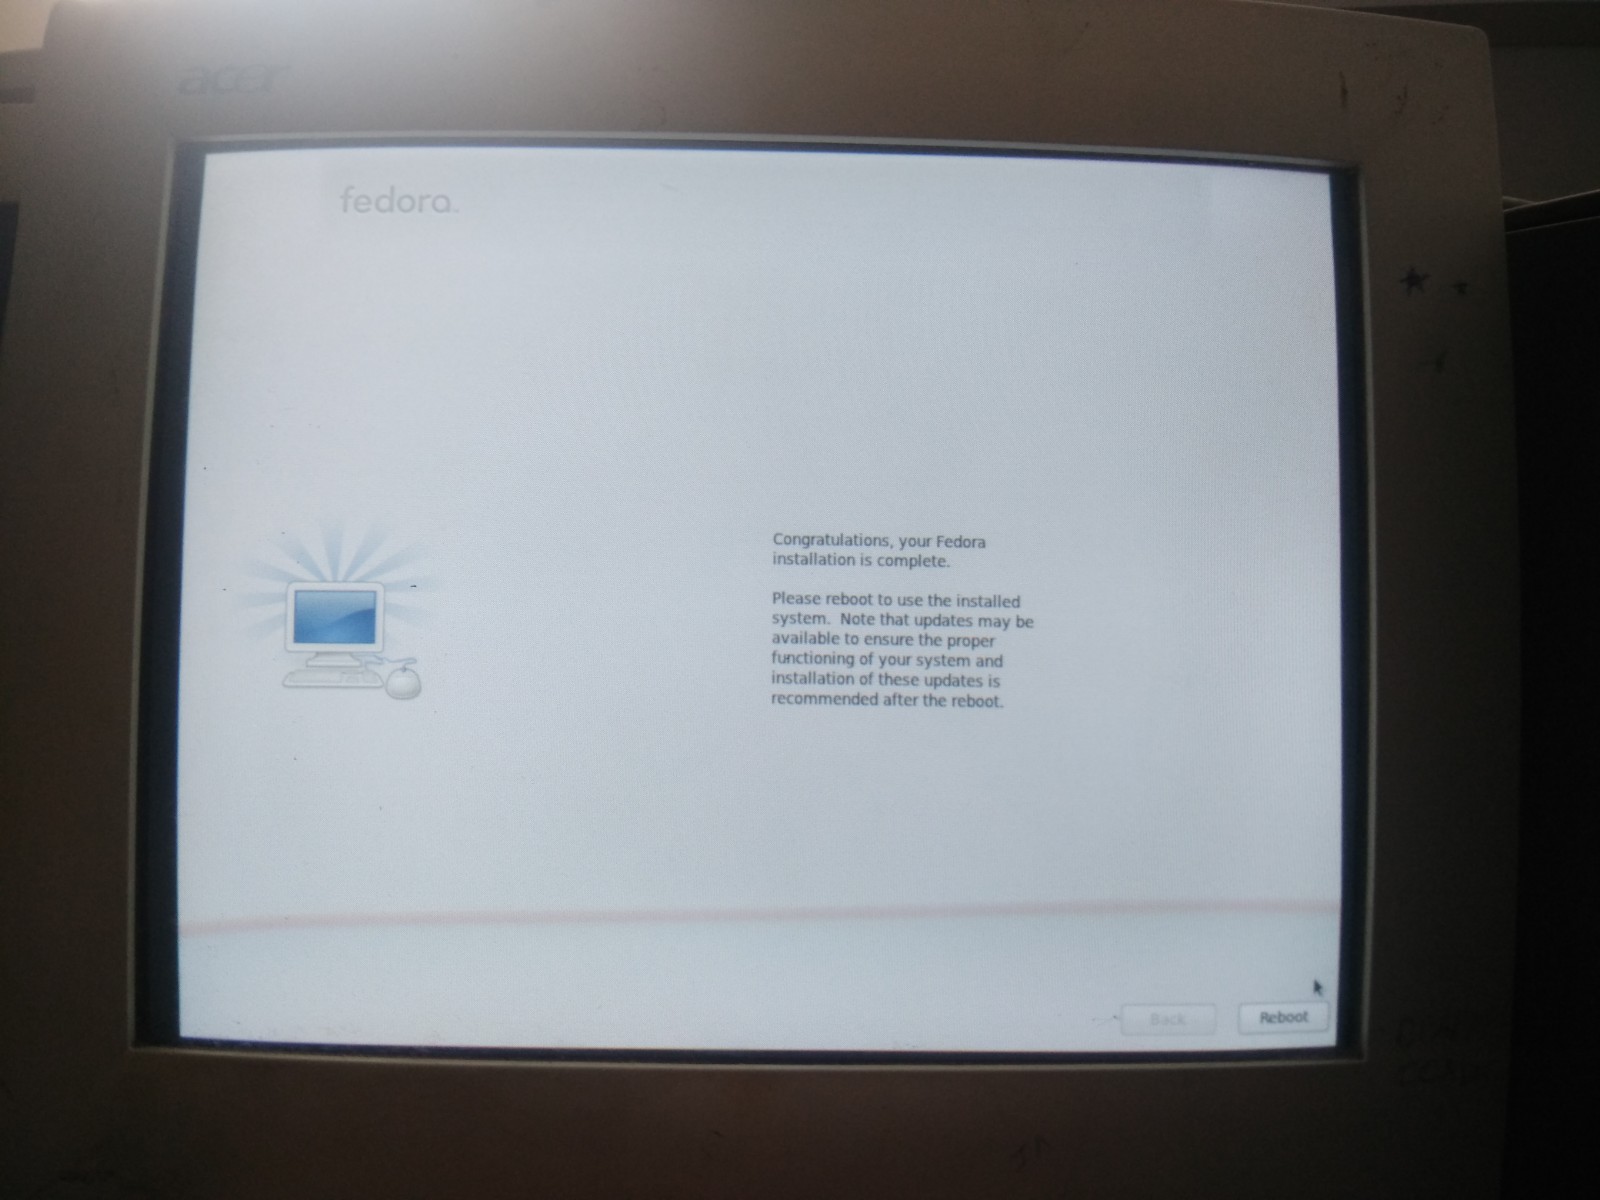 acer
fedora
Congratulations, your Fedora
installation is complete.
Please reboot to use the installed
system. Note that updates may be
available to ensure the proper
functioning of your system and
installation of these updates is
recommended after the reboot.
Back
Reboot